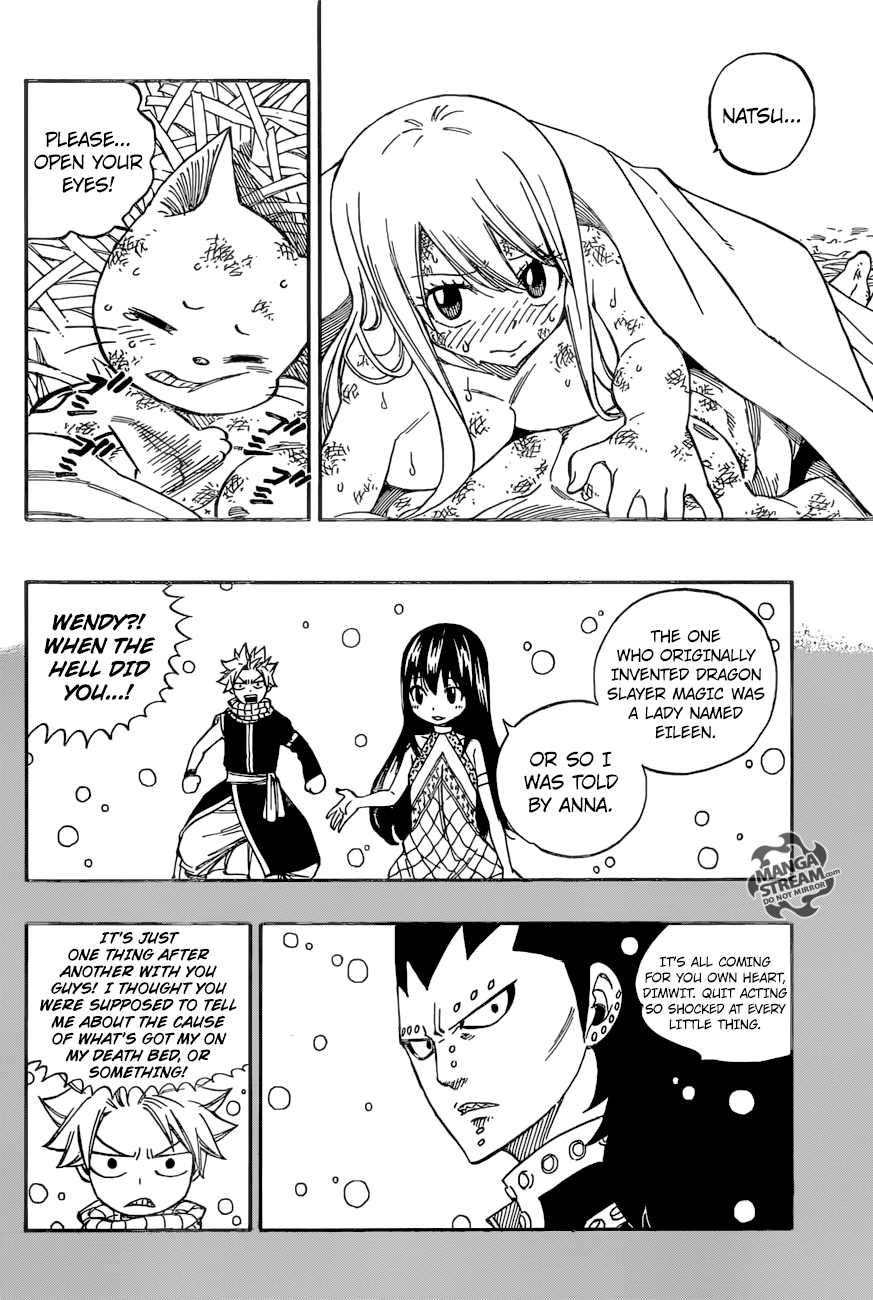 NATSU...
PLEASE...
OPEN YOUR
EYES!
THE ONE
WHO ORIGINALLY
INVENTED DRAGON
SLAYER MAGIC WAS
A LADY NAMED
EILEEN.
OR SO I
WAS TOLD
BY ANNA.
WENDY?!
WHEN THE
HELL DID
YOU...!
MANGA
STREAM.com
DO NOT MIRROR
IT'S ALL COMING
FOR YOU OWN HEART,
DIMWIT. QUIT ACTING
SO SHOCKED AT EVERY
LITTLE THING.
IT'S JUST
ONE THING AFTER
ANOTHER WITH YOU
GUYS! I THOUGHT YOU
WERE SUPPOSED TO TELL
ME ABOUT THE CAUSE
OF WHAT'S GOT MY ON
MY DEATH BED, OR
SOMETHING!